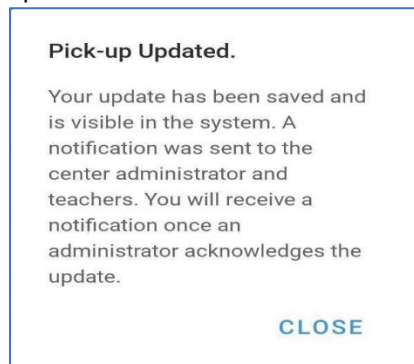 Pick-up Updated.
Your update has been saved and
is visible in the system. A
notification was sent to the
center administrator and
teachers. You will receive a
notification once an
administrator acknowledges the
update.
CLOSE